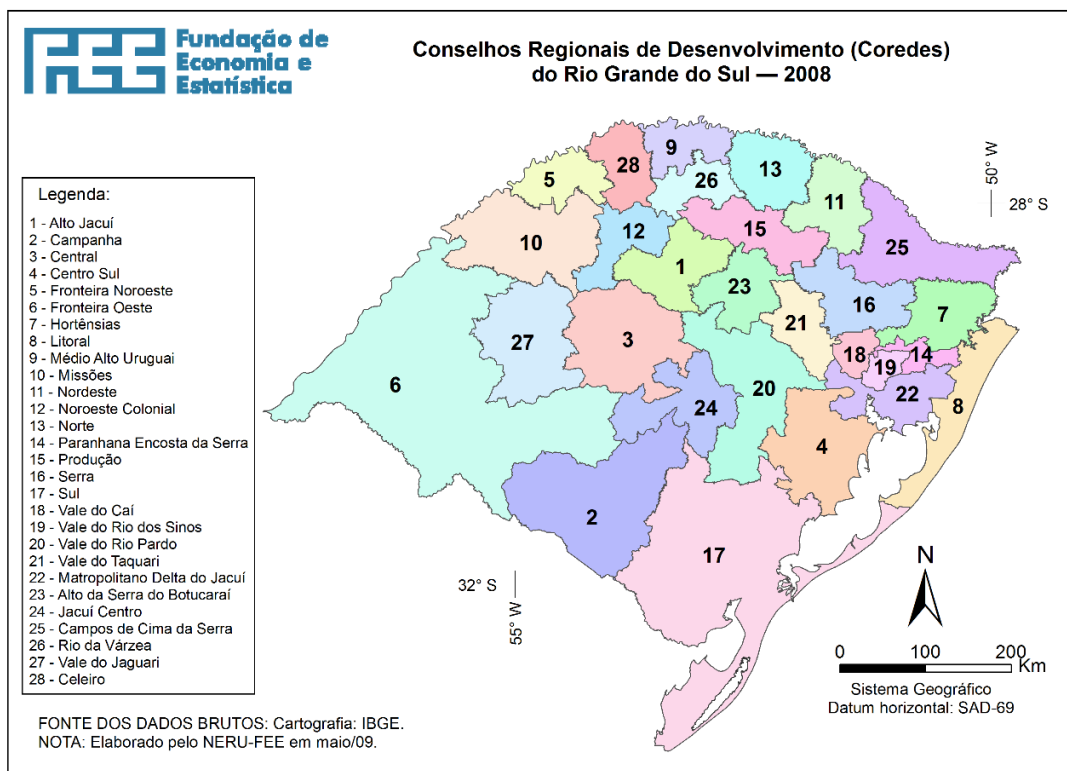 FEE
Fundação de
Economia e
Estatística
Conselhos Regionais de Desenvolvimento (Coredes)
do Rio Grande do Sul — 2008
Legenda:
1 - Alto Jacuí
2 - Campanha
3 - Central
4 - Centro Sul
5 - Fronteira Noroeste
6 - Fronteira Oeste
7 - Hortênsias
8 - Litoral
9 - Médio Alto Uruguai
10 - Missões
11 - Nordeste
12 - Noroeste Colonial
13 - Norte
14 - Paranhana Encosta da Serra
15 - Produção
16 - Serra
17 - Sul
18 - Vale do Caí
19 - Vale do Rio dos Sinos
20 - Vale do Rio Pardo
21 - Vale do Taquari
22 - Matropolitano Delta do Jacuí
23 - Alto da Serra do Botucaraí
24 - Jacuí Centro
25 - Campos de Cima da Serra
26 - Rio da Várzea
27 - Vale do Jaguari
28 - Celeiro
9
28
13
5
26
11
50° W
28° S
12
15
10
25
1
23
16
7
21
27
3
18
14
19
6
20
22
24
8
4
2
17
32° S
55° W
N
0 100 200
Km
Sistema Geográfico
Datum horizontal: SAD-69
FONTE DOS DADOS BRUTOS: Cartografia: IBGE.
NOTA: Elaborado pelo NERU-FEE em maio/09.